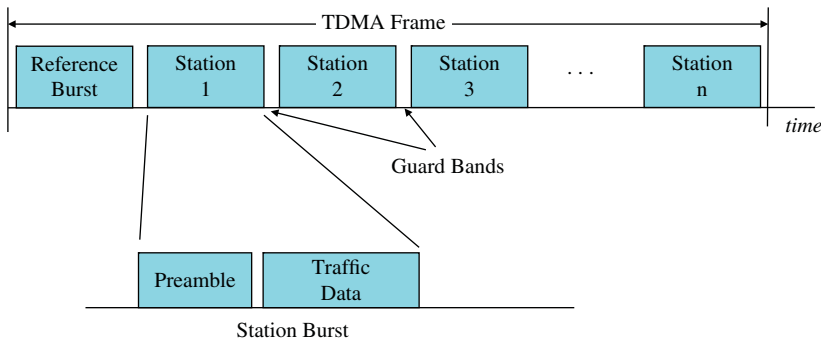 TDMA Frame
Reference
Burst
Station
1
Station
2
Station
3
. . .
Station
n
time
Guard Bands
Preamble
Traffic
Data
Station Burst